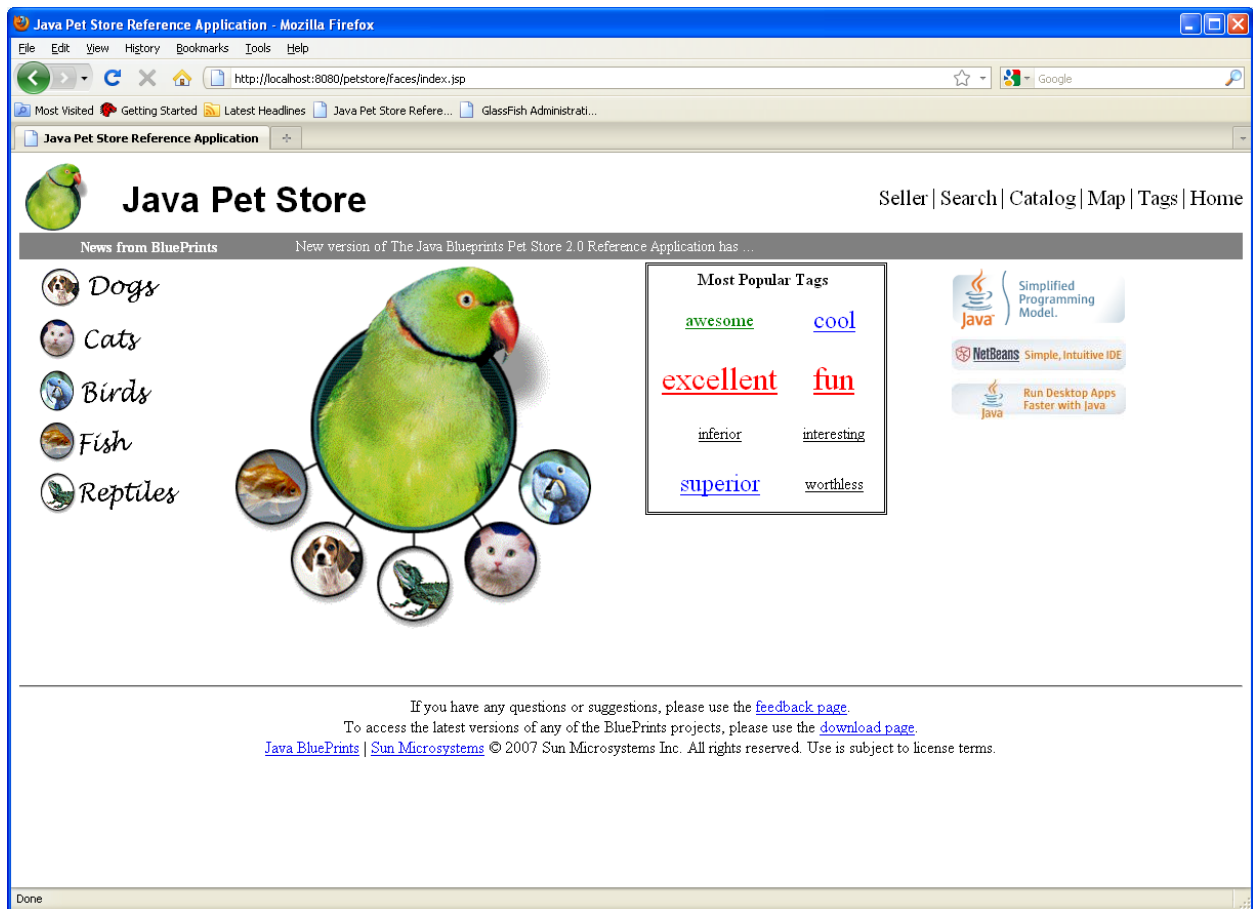 Java Pet Store Reference Application - Mozilla Firefox
File Edit View History Bookmarks Tools Help
http://localhost:8080/petstore/faces/index.jsp
Google
Most Visited Getting Started Latest Headlines Java Pet Store Refere... GlassFish Administrati...
Java Pet Store Reference Application
Java Pet Store
Seller | Search | Catalog | Map | Tags | Home
News from BluePrints New version of The Java Blueprints Pet Store 2.0 Reference Application has ...
Dogs
Cats
Birds
Fish
Reptiles
Most Popular Tags
awesome cool
excellent fun
inferior interesting
superior worthless
Java
Simplified
Programming
Model.
NetBeans Simple, Intuitive IDE
Java
Run Desktop Apps
Faster with Java
If you have any questions or suggestions, please use the feedback page.
To access the latest versions of any of the BluePrints projects, please use the download page.
Java BluePrints | Sun Microsystems © 2007 Sun Microsystems Inc. All rights reserved. Use is subject to license terms.
Done